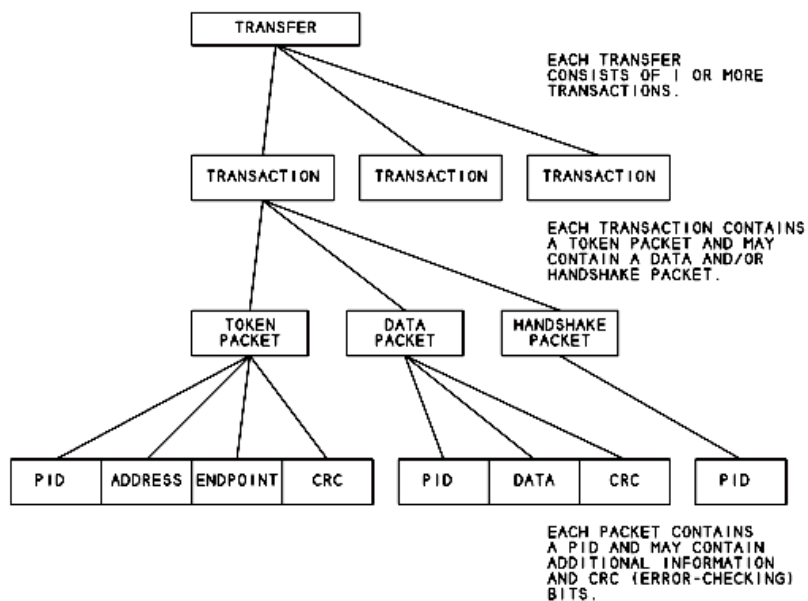 TRANSFER
EACH TRANSFER
CONSISTS OF 1 OR MORE
TRANSACTIONS.
TRANSACTION
TRANSACTION
TRANSACTION
EACH TRANSACTION CONTAINS
A TOKEN PACKET AND MAY
CONTAIN A DATA AND/OR
HANDSHAKE PACKET.
TOKEN
PACKET
DATA
PACKET
HANDSHAKE
PACKET
PID
ADDRESS
ENDPOINT
CRC
PID
DATA
CRC
PID
EACH PACKET CONTAINS
A PID AND MAY CONTAIN
ADDITIONAL INFORMATION
AND CRC (ERROR-CHECKING)
BITS.